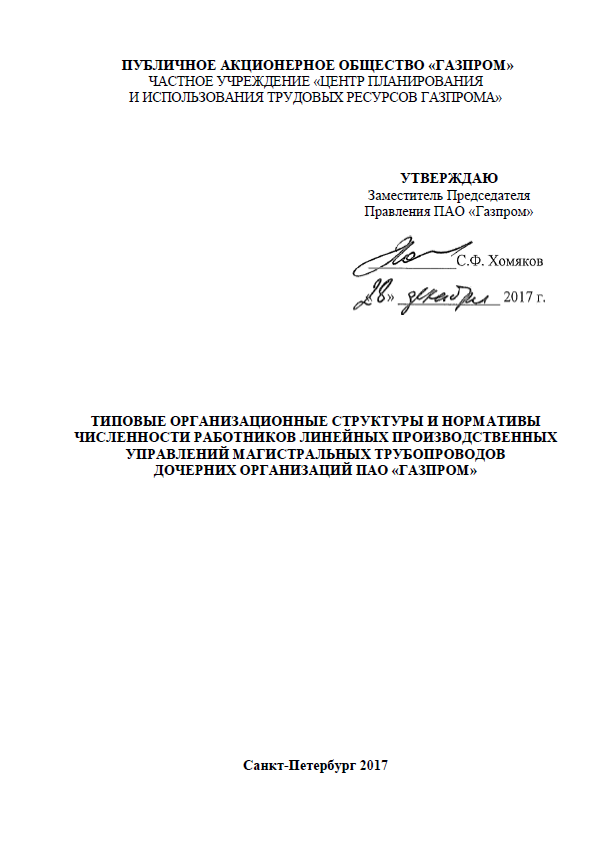 ПУБЛИЧНОЕ АКЦИОНЕРНОЕ ОБЩЕСТВО «ГАЗПРОМ»
ЧАСТНОЕ УЧРЕЖДЕНИЕ «ЦЕНТР ПЛАНИРОВАНИЯ
И ИСПОЛЬЗОВАНИЯ ТРУДОВЫХ РЕСУРСОВ ГАЗПРОМА»
УТВЕРЖДАЮ
Заместитель Председателя
Правления ПАО «Газпром»
С.Ф. Хомяков
«28» декабря 2017 г.
ТИПОВЫЕ ОРГАНИЗАЦИОННЫЕ СТРУКТУРЫ И НОРМАТИВЫ
ЧИСЛЕННОСТИ РАБОТНИКОВ ЛИНЕЙНЫХ ПРОИЗВОДСТВЕННЫХ
УПРАВЛЕНИЙ МАГИСТРАЛЬНЫХ ТРУБОПРОВОДОВ
ДОЧЕРНИХ ОРГАНИЗАЦИЙ ПАО «ГАЗПРОМ»
Санкт-Петербург 2017